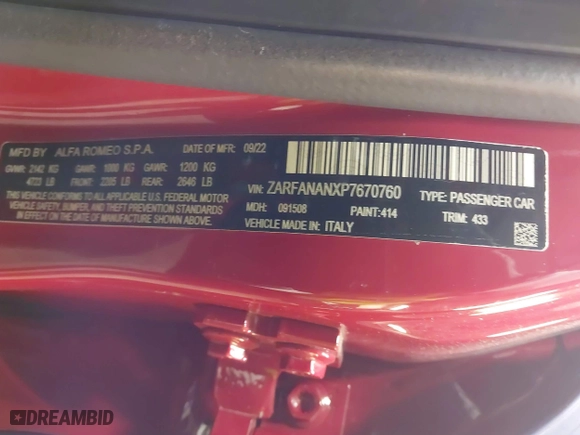 MFD BY ALFA ROMEO S.P.A. DATE OF MFR: 09/22
GVWR: 2142 KG GAWR: KG GAWR: 1200 KG
4723 LB FRONT: LB REAR: 2646 LB
THIS VEHICLE CONFORMS TO ALL APPLICABLE U.S. FEDERAL MOTOR
VEHICLE SAFETY, BUMPER, AND THEFT PREVENTION STANDARDS
IN EFFECT ON THE DATE OF MANUFACTURE SHOWN ABOVE.
VIN: ZARFANANXP7670760 TYPE: PASSENGER CAR
MDH: 091508 PAINT: 414 TRIM: 433
VEHICLE MADE IN: ITALY
DREAMBID